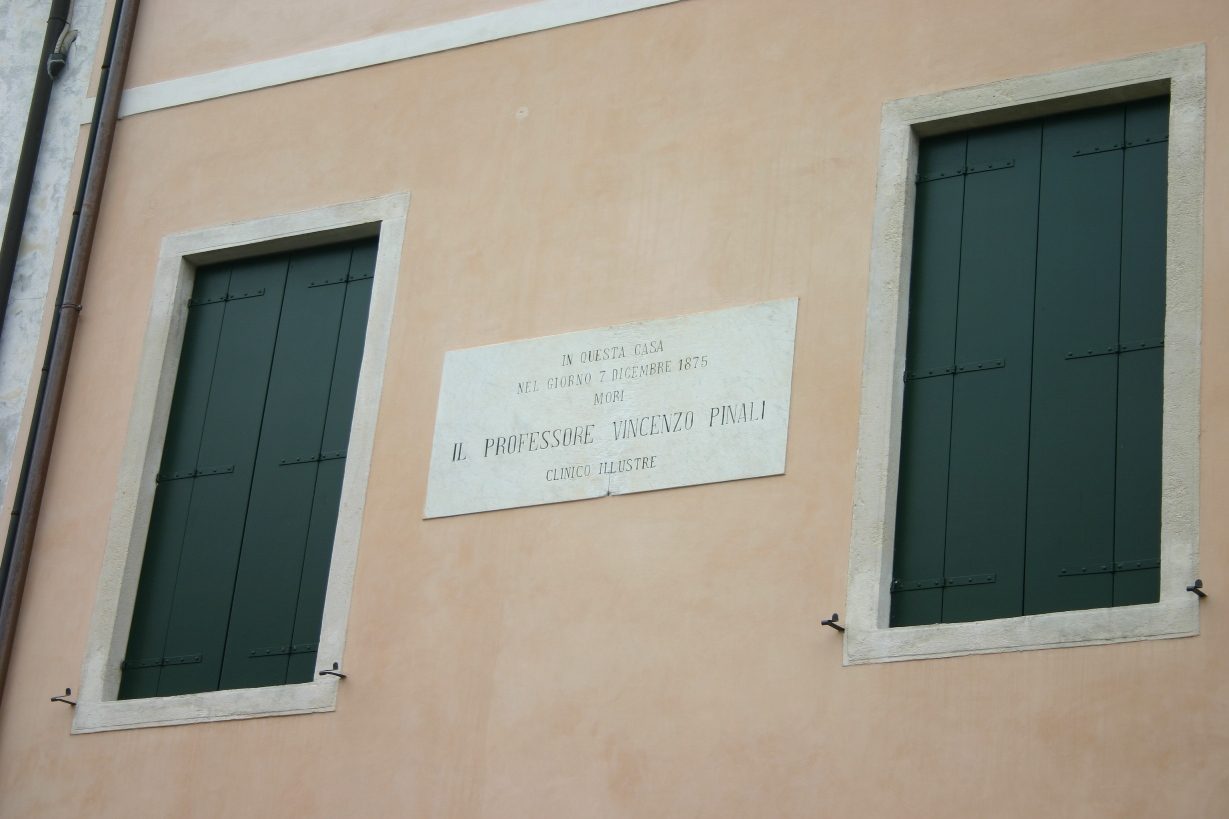 IN QUESTA CASA
NEL GIORNO 7 DICEMBRE 1875
MORI
IL PROFESSORE VINCENZO PINALI
CLINICO ILLUSTRE